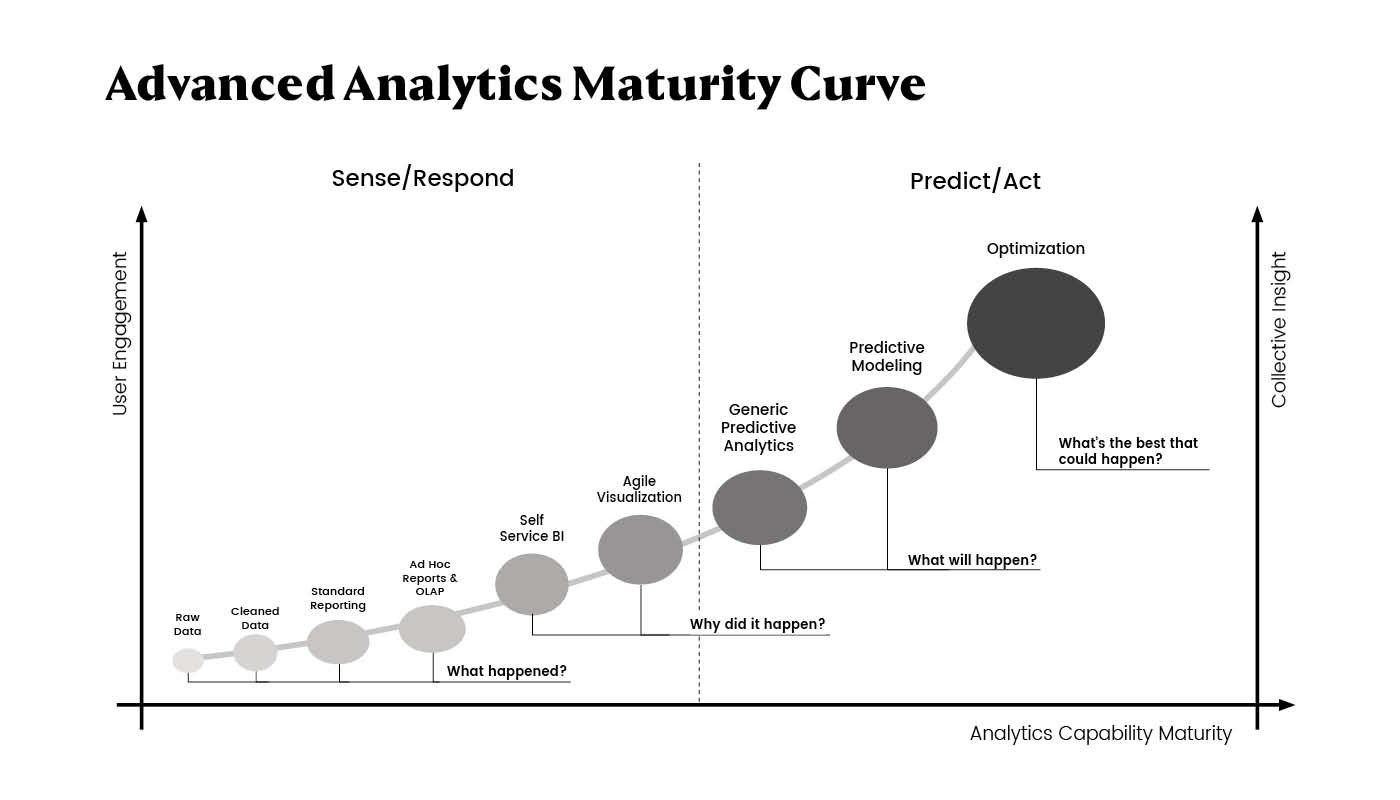 Advanced Analytics Maturity Curve
Sense/Respond
Predict/Act
User Engagement
Collective Insight
Raw
Data
Cleaned
Data
Standard
Reporting
Ad Hoc
Reports &
OLAP
What happened?
Self
Service BI
Agile
Visualization
Why did it happen?
Generic
Predictive
Analytics
Predictive
Modeling
What will happen?
Optimization
What's the best that
could happen?
Analytics Capability Maturity